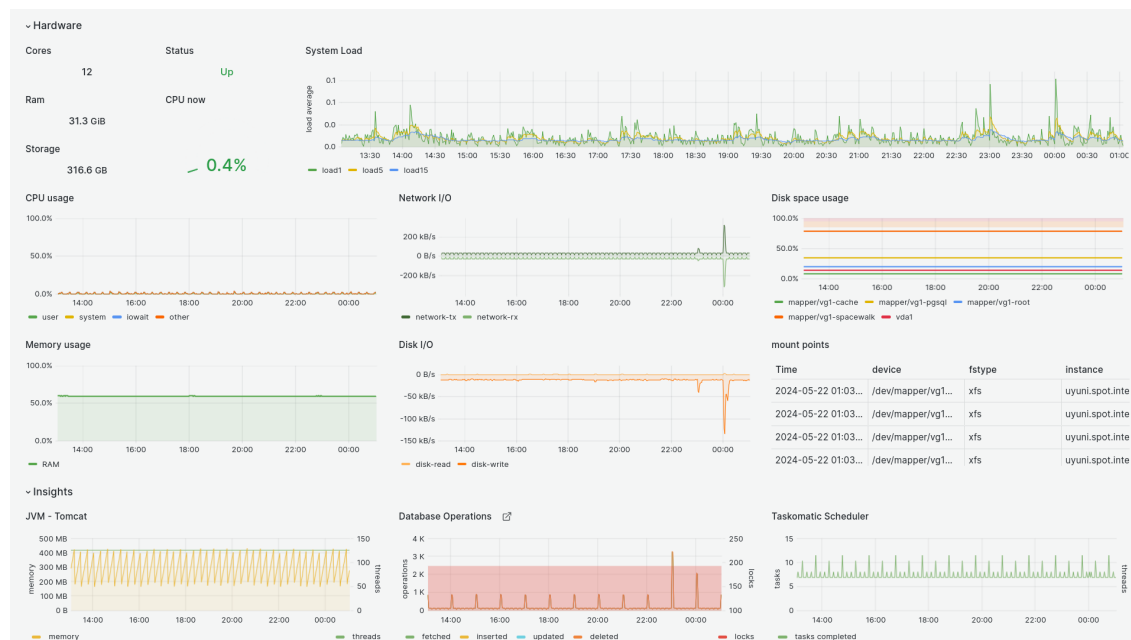 Hardware
Cores
12
Status
Up
Ram
31.3 GiB
CPU now
0.4%
Storage
316.6 GB
System Load
load average
0.1
0.1
0.0
0.0
13:30 14:00 14:30 15:00 15:30 16:00 16:30 17:00 17:30 18:00 18:30 19:00 19:30 20:00 20:30 21:00 21:30 22:00 22:30 23:00 23:30 00:00 00:30 01:00
load1 load5 load15
CPU usage
100.0%
50.0%
0.0%
14:00 16:00 18:00 20:00 22:00 00:00
user system iowait other
Network I/O
200 kB/s
0 B/s
-200 kB/s
14:00 16:00 18:00 20:00 22:00 00:00
network-tx network-rx
Disk space usage
100.0%
50.0%
0.0%
14:00 16:00 18:00 20:00 22:00 00:00
mapper/vg1-cache mapper/vg1-pgsql mapper/vg1-root
mapper/vg1-spacewalk vda1
Memory usage
100.0%
50.0%
0.0%
14:00 16:00 18:00 20:00 22:00 00:00
RAM
Disk I/O
0 B/s
-50 kB/s
-100 kB/s
-150 kB/s
14:00 16:00 18:00 20:00 22:00 00:00
disk-read disk-write
mount points
Time device fstype instance
2024-05-22 01:03... /dev/mapper/vg1... xfs uyuni.spot.inte
2024-05-22 01:03... /dev/mapper/vg1... xfs uyuni.spot.inte
2024-05-22 01:03... /dev/mapper/vg1... xfs uyuni.spot.inte
2024-05-22 01:03... /dev/mapper/vg1... xfs uyuni.spot.inte
Insights
JVM - Tomcat
memory
500 MB
400 MB
300 MB
200 MB
100 MB
0 B
150
100
50
0
threads
14:00 16:00 18:00 20:00 22:00 00:00
memory threads
Database Operations
operations
4 K
3 K
2 K
1 K
0
250
200
150
100
locks
14:00 16:00 18:00 20:00 22:00 00:00
fetched inserted updated deleted locks
Taskomatic Scheduler
tasks
15
10
5
0
threads
14:00 16:00 18:00 20:00 22:00 00:00
tasks completed